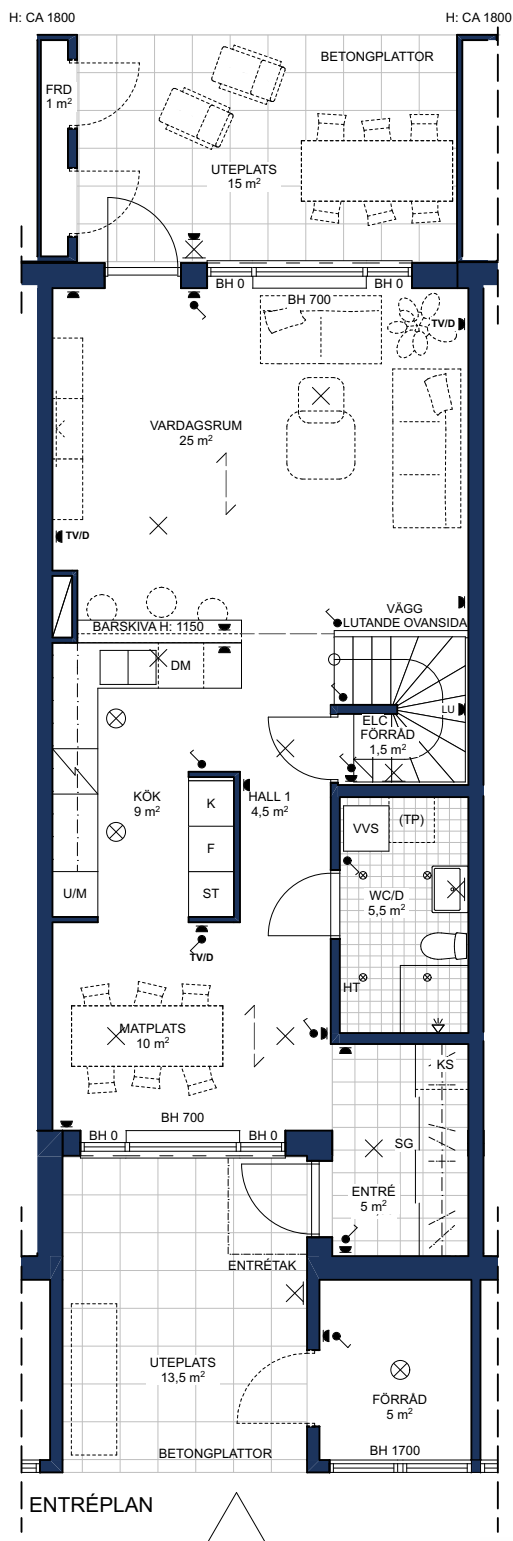 H: CA 1800
H: CA 1800
BETONGPLATTOR
FRD
1 m²
UTEPLATS
15 m²
BH 0
BH 0
BH 700
TV/D
VARDAGSRUM
25 m²
TV/D
VÄGG
LUTANDE OVANSIDA
BARSKIVA H: 1150
DM
LU
ELC
FÖRRÅD
1,5 m²
KÖK
9 m²
HALL 1
4,5 m²
K
F
ST
U/M
VVS
(TP)
WC/D
5,5 m²
TV/D
HT
MATPLATS
10 m²
KS
BH 700
BH 0
BH 0
SG
ENTRÉ
5 m²
ENTRÉTAK
UTEPLATS
13,5 m²
FÖRRÅD
5 m²
BETONGPLATTOR
BH 1700
ENTRÉPLAN